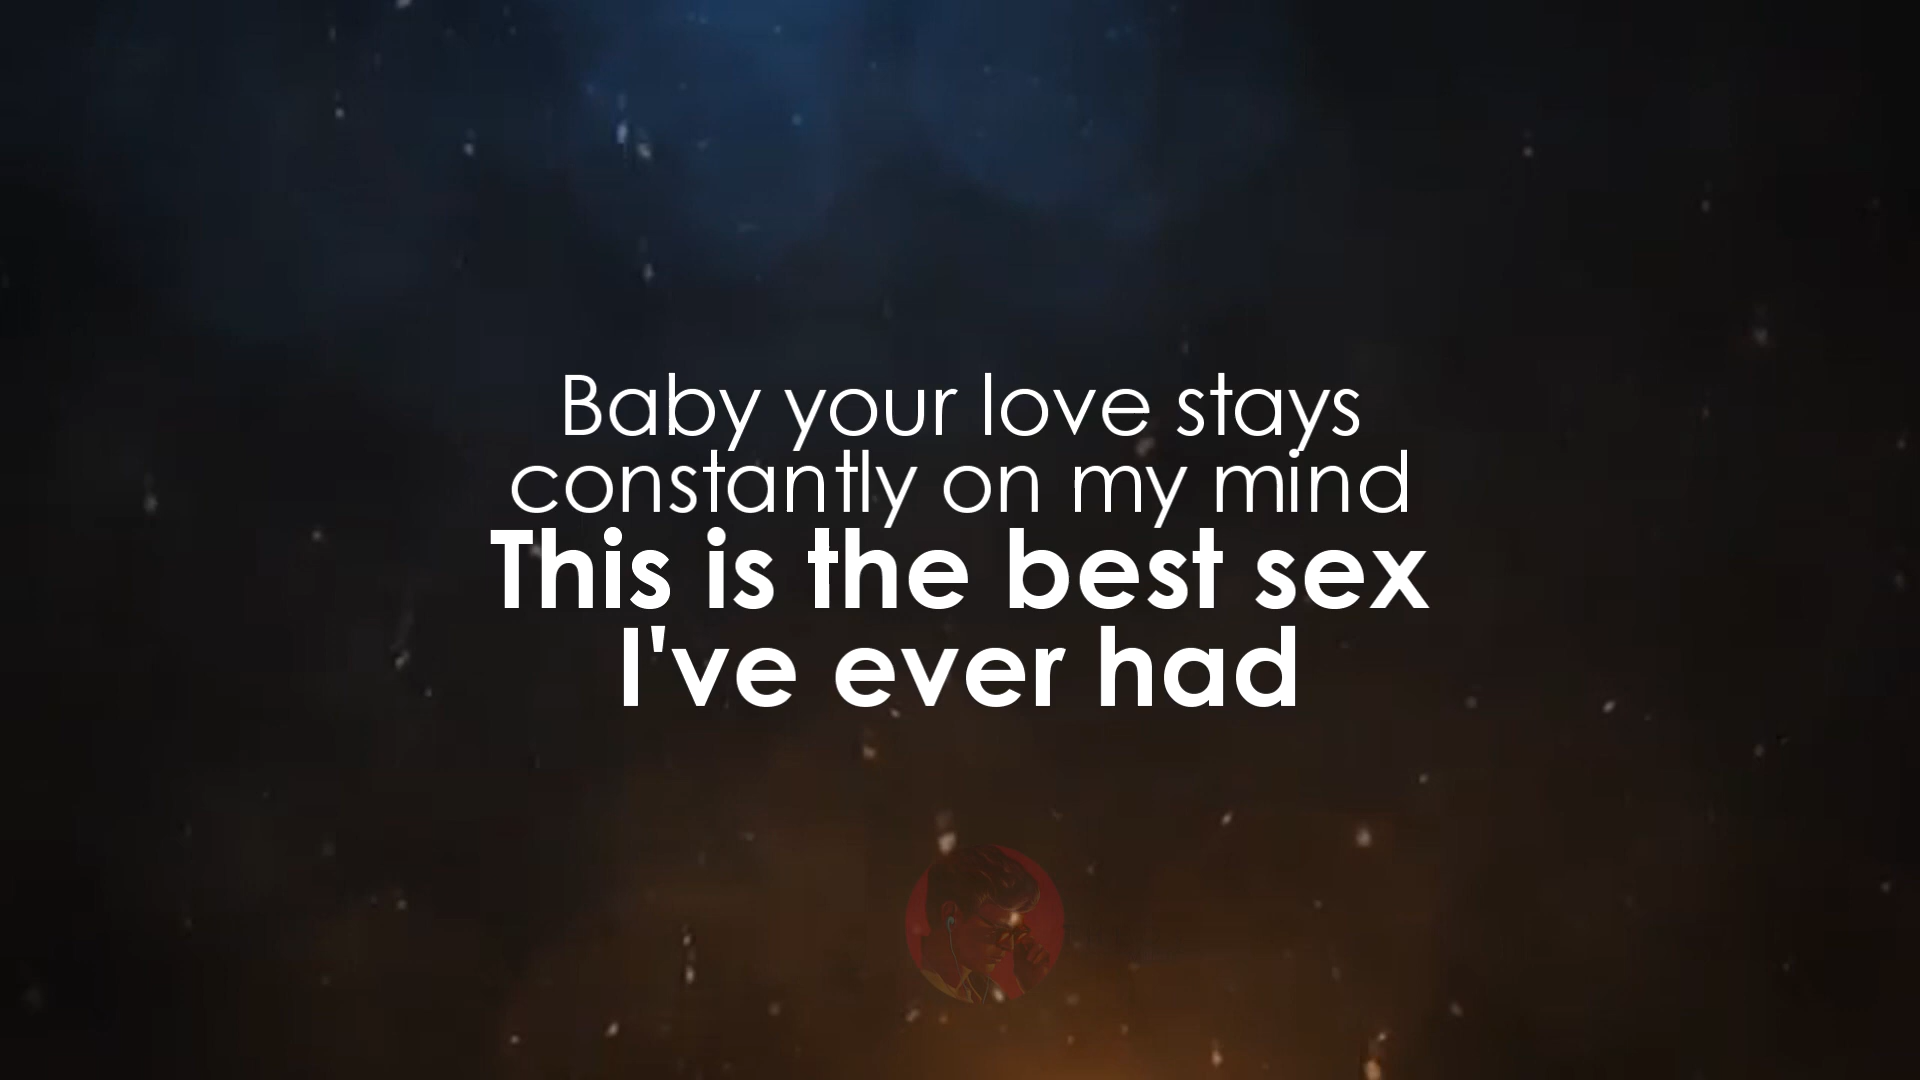 Baby your love stays
constantly on my mind
This is the best sex
I've ever had